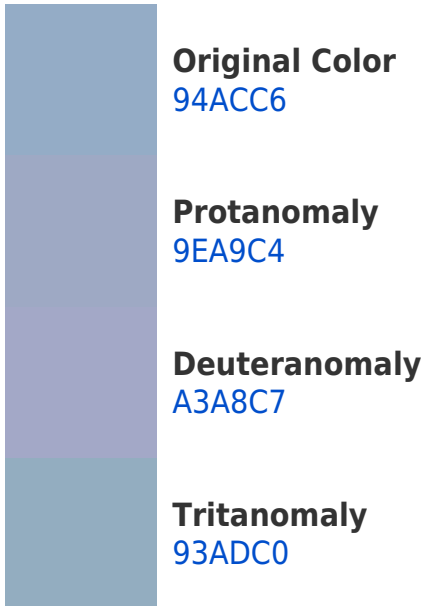 Original Color
94ACC6
Protanomaly
9EA9C4
Deuteranomaly
A3A8C7
Tritanomaly
93ADC0